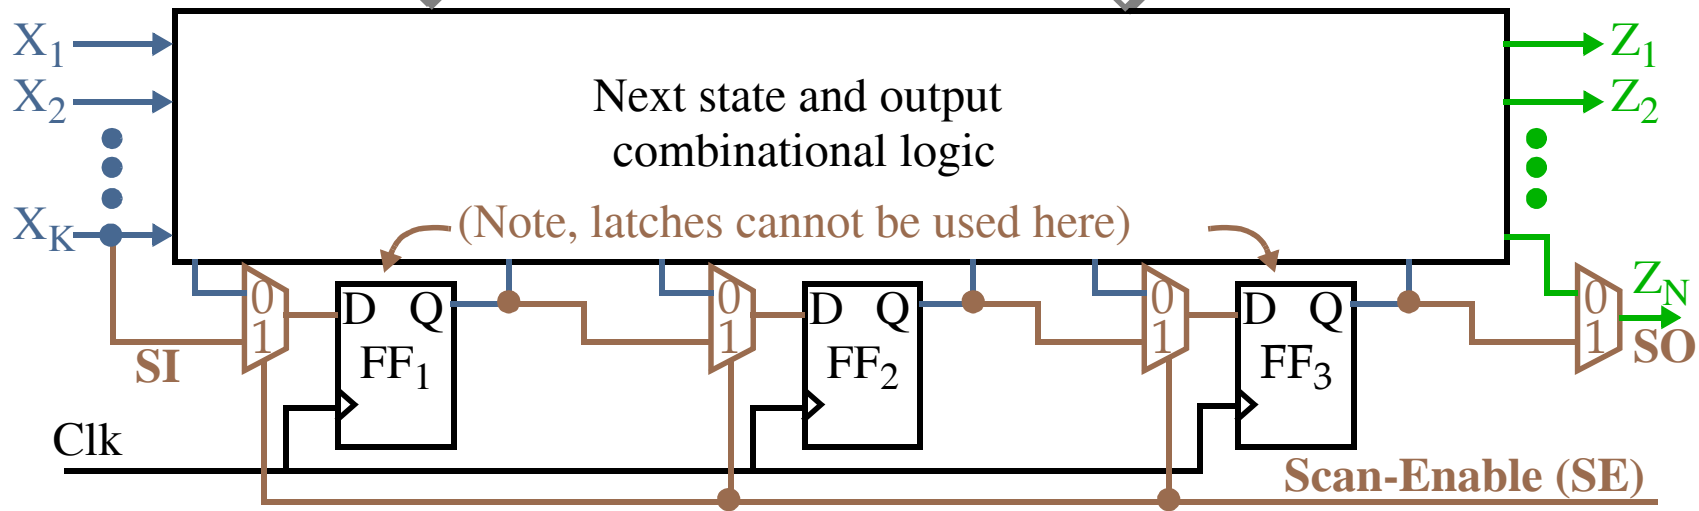 X1
X2
XK
Next state and output
combinational logic
(Note, latches cannot be used here)
Z1
Z2
ZN
SI
0
1
D Q
FF1
0
1
D Q
FF2
0
1
D Q
FF3
0
1
SO
Clk
Scan-Enable (SE)